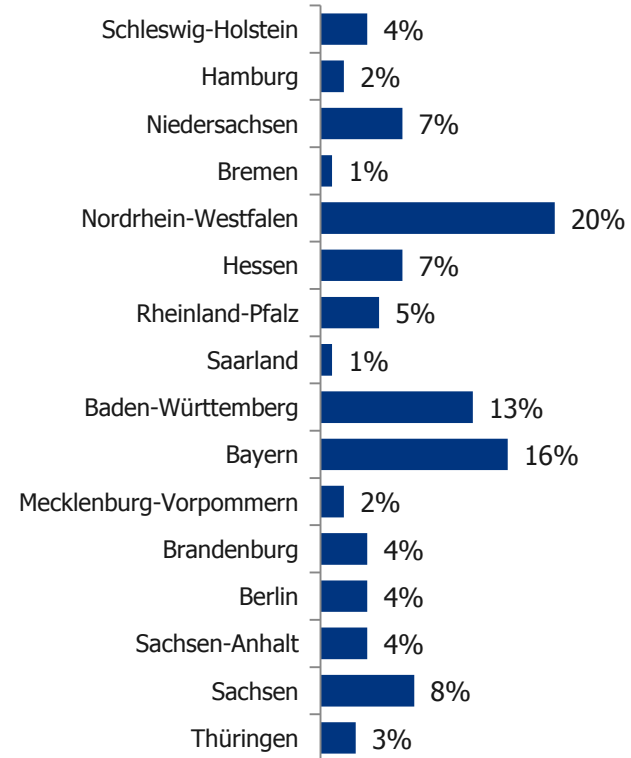 Schleswig-Holstein 4%
Hamburg 2%
Niedersachsen 7%
Bremen 1%
Nordrhein-Westfalen 20%
Hessen 7%
Rheinland-Pfalz 5%
Saarland 1%
Baden-Württemberg 13%
Bayern 16%
Mecklenburg-Vorpommern 2%
Brandenburg 4%
Berlin 4%
Sachsen-Anhalt 4%
Sachsen 8%
Thüringen 3%